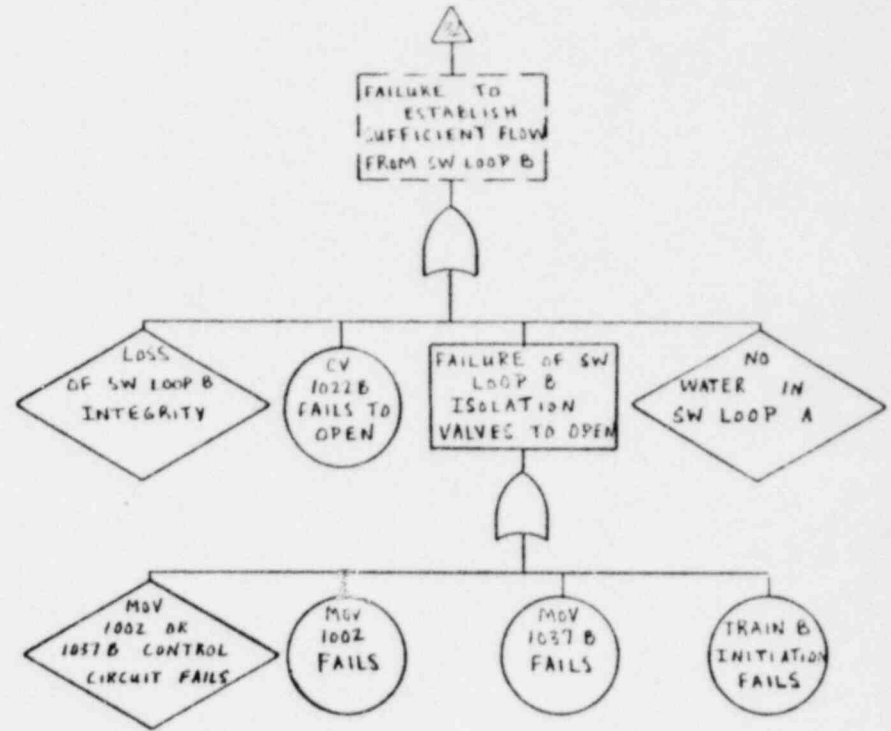 FAILURE TO
ESTABLISH
SUFFICIENT FLOW
FROM SW LOOP B
LOSS
OF SW LOOP B
INTEGRITY
CV
1022B
FAILS TO
OPEN
FAILURE OF SW
LOOP B
ISOLATION
VALVES TO OPEN
NO
WATER IN
SW LOOP A
MOV
1002 OR
1037B CONTROL
CIRCUIT FAILS
MOV
1002
FAILS
MOV
1037B
FAILS
TRAIN B
INITIATION
FAILS